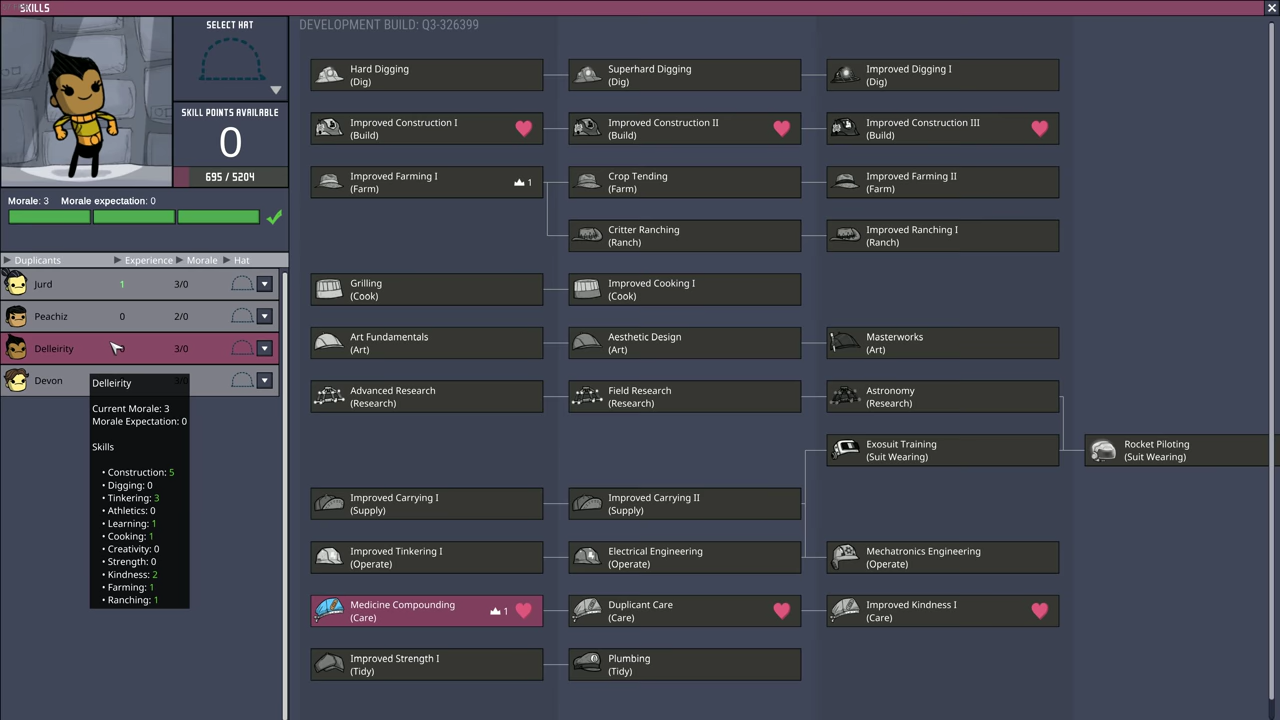 SKILLS
DEVELOPMENT BUILD: Q3-326399
SELECT HAT
SKILL POINTS AVAILABLE
0
695 / 5204
Morale: 3 Morale expectation: 0
Duplicants Experience Morale Hat
Jurd 1 3/0
Peachiz 0 2/0
Delleirity 3/0
Devon 3/0
Delleirity
Current Morale: 3
Morale Expectation: 0
Skills
• Construction: 5
• Digging: 0
• Tinkering: 3
• Athletics: 0
• Learning: 1
• Cooking: 1
• Creativity: 0
• Strength: 0
• Kindness: 2
• Farming: 1
• Ranching: 1
Hard Digging
(Dig)
Superhard Digging
(Dig)
Improved Digging I
(Dig)
Improved Construction I
(Build)
Improved Construction II
(Build)
Improved Construction III
(Build)
Improved Farming I
(Farm)
1
Crop Tending
(Farm)
Improved Farming II
(Farm)
Critter Ranching
(Ranch)
Improved Ranching I
(Ranch)
Grilling
(Cook)
Improved Cooking I
(Cook)
Art Fundamentals
(Art)
Aesthetic Design
(Art)
Masterworks
(Art)
Advanced Research
(Research)
Field Research
(Research)
Astronomy
(Research)
Exosuit Training
(Suit Wearing)
Rocket Piloting
(Suit Wearing)
Improved Carrying I
(Supply)
Improved Carrying II
(Supply)
Improved Tinkering I
(Operate)
Electrical Engineering
(Operate)
Mechatronics Engineering
(Operate)
Medicine Compounding
(Care)
1
Duplicant Care
(Care)
Improved Kindness I
(Care)
Improved Strength I
(Tidy)
Plumbing
(Tidy)